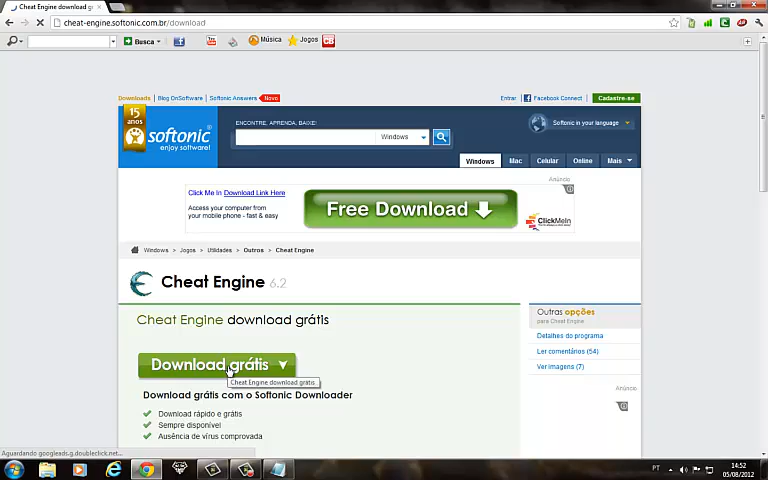 Cheat Engine download gr
cheat-engine.softonic.com.br/download
Busca
Música
Jogos
Downloads | Blog OnSoftware | Softonic Answers Novo
Entrar
Facebook Connect
Cadastre-se
15 anos
softonic
enjoy software!
ENCONTRE, APRENDA, BAIXE!
Windows
Softonic in your language
Windows Mac Celular Online Mais
Anúncio
Click Me In Download Link Here
Access your computer from
your mobile phone - fast & easy
Free Download
ClickMeIn
Windows > Jogos > Utilidades > Outros > Cheat Engine
Cheat Engine 6.2
Cheat Engine download grátis
Download grátis
Cheat Engine download grátis
Download grátis com o Softonic Downloader
Download rápido e grátis
Sempre disponível
Ausência de vírus comprovada
Outras opções
para Cheat Engine
Detalhes do programa
Ler comentários (54)
Ver imagens (7)
Anúncio
Aguardando googleads.g.doubleclick.net...
PT
14:52
05/08/2012